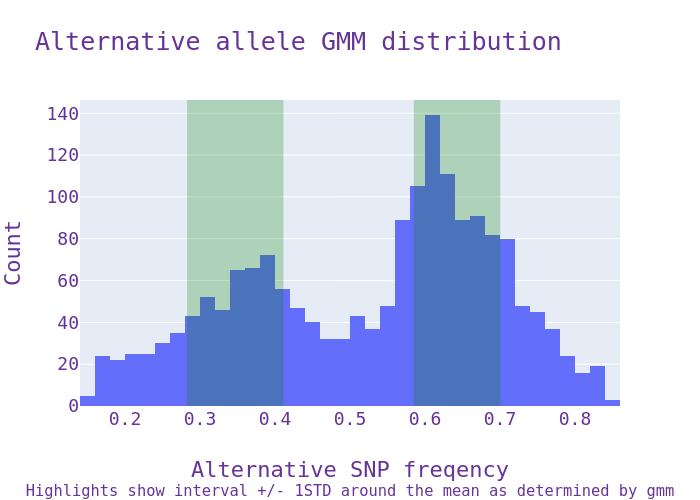 Alternative allele GMM distribution
140
120
100
80
60
40
20
0
Count
0.2 0.3 0.4 0.5 0.6 0.7 0.8
Alternative SNP freqency
Highlights show interval +/- 1STD around the mean as determined by gmm